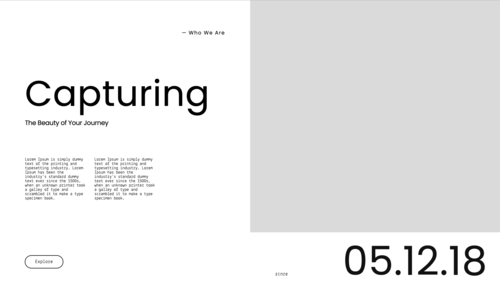 — Who We Are
Capturing
The Beauty of Your Journey
Lorem Ipsum is simply dummy
text of the printing and
typesetting industry. Lorem
Ipsum has been the
industry's standard dummy
text ever since the 1500s,
when an unknown printer took
a galley of type and
scrambled it to make a type
specimen book.
Lorem Ipsum is simply dummy
text of the printing and
typesetting industry. Lorem
Ipsum has been the
industry's standard dummy
text ever since the 1500s,
when an unknown printer took
a galley of type and
scrambled it to make a type
specimen book.
Explore
since
05.12.18